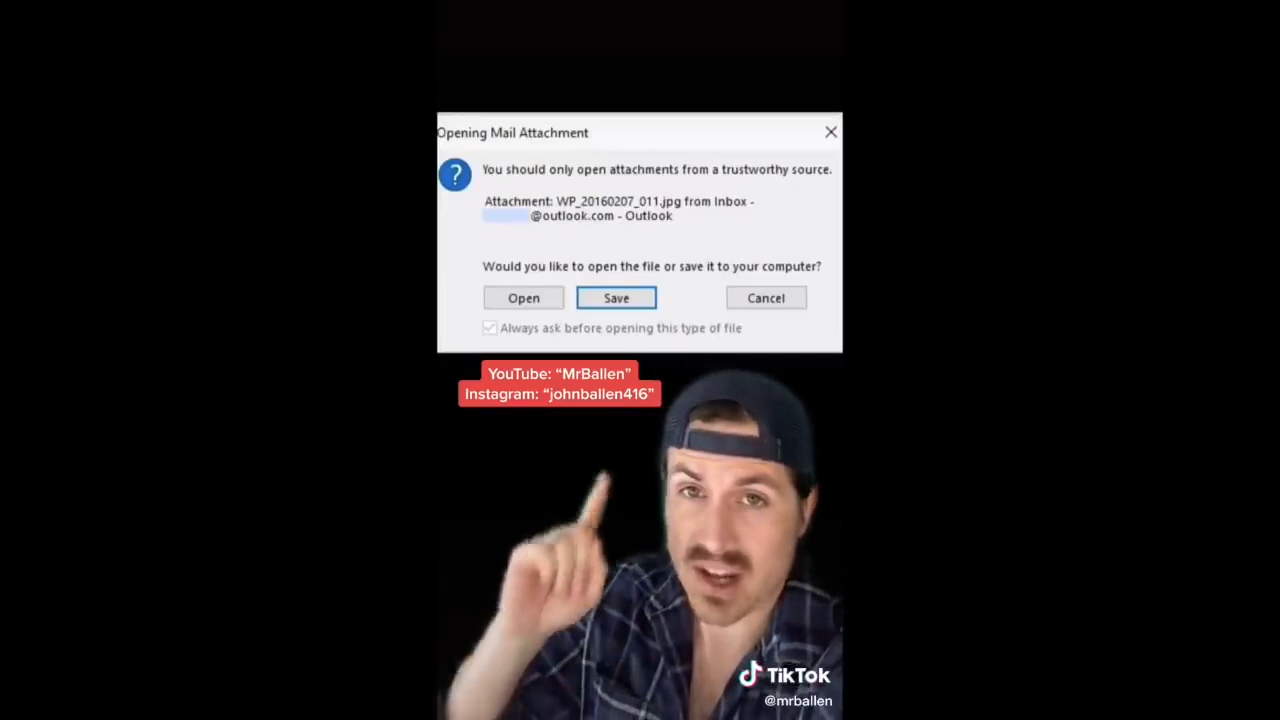 Opening Mail Attachment
You should only open attachments from a trustworthy source.
Attachment: WP_20160207_011.jpg from Inbox -
@outlook.com - Outlook
Would you like to open the file or save it to your computer?
Open Save Cancel
Always ask before opening this type of file
YouTube: “MrBallen”
Instagram: “johnballen416”
TikTok
@mrballen